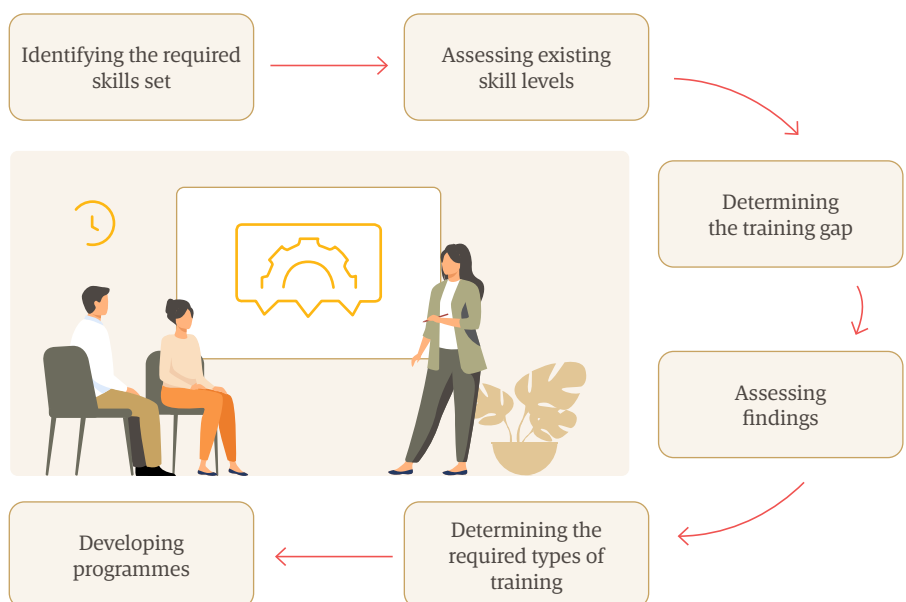 Identifying the required
skills set
Assessing existing
skill levels
Determining
the training gap
Assessing
findings
Determining the
required types of
training
Developing
programmes